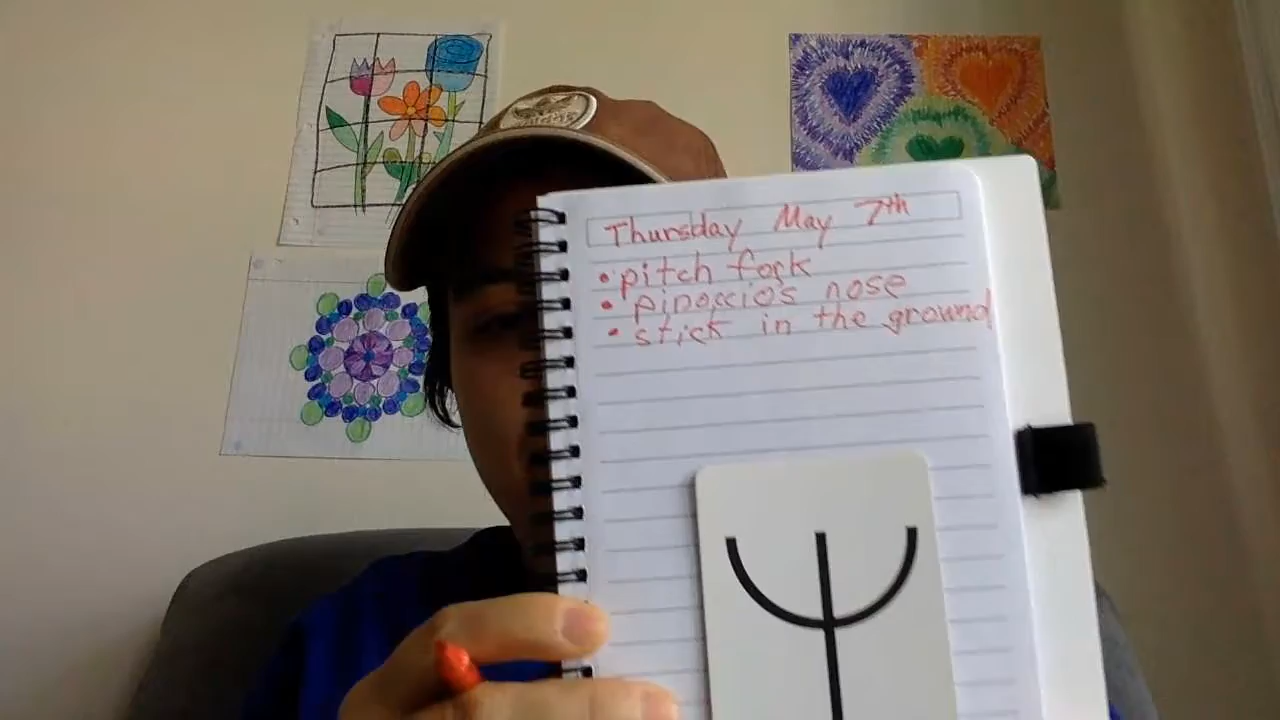 Thursday May 7th
• pitch fork
• pinoccio's nose
• stick in the ground